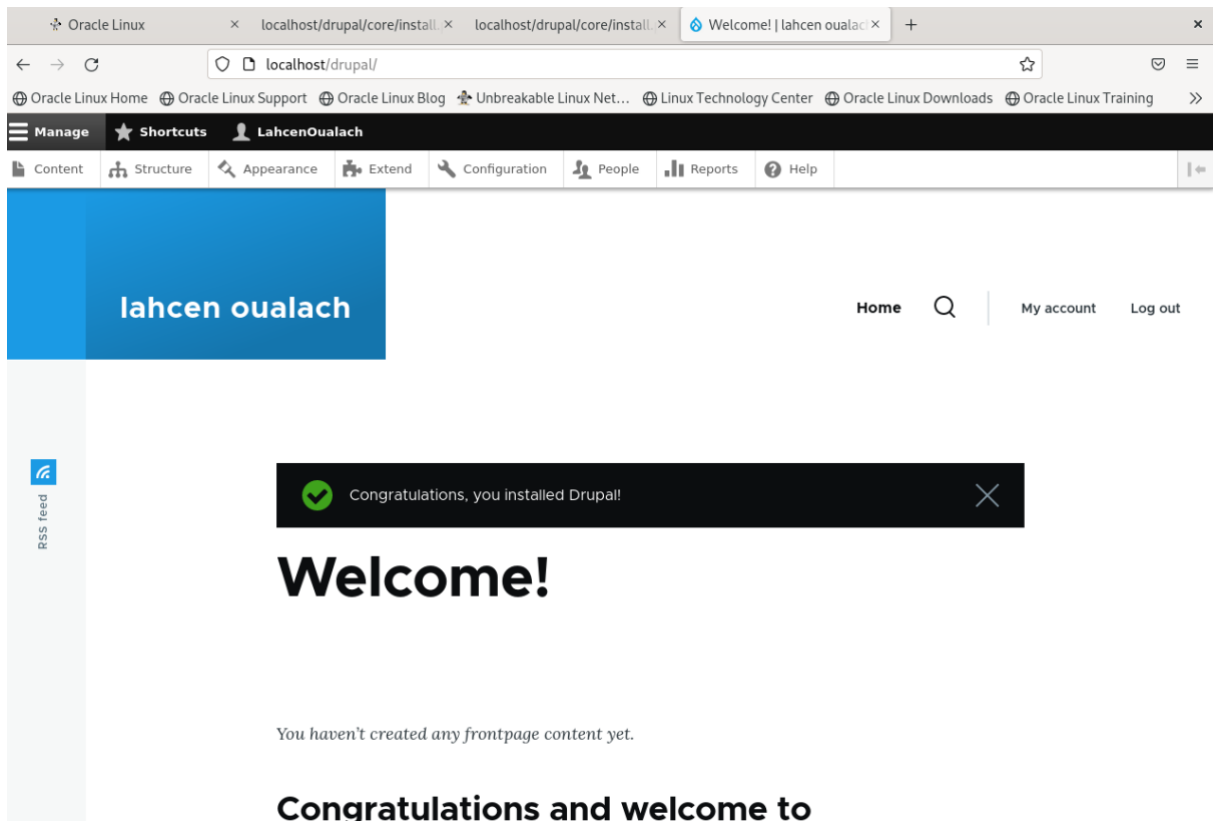 Oracle Linux × localhost/drupal/core/install. × localhost/drupal/core/install. × Welcome! | lahcen oualac × + ×
localhost/drupal/
Oracle Linux Home Oracle Linux Support Oracle Linux Blog Unbreakable Linux Net... Linux Technology Center Oracle Linux Downloads Oracle Linux Training »
Manage Shortcuts LahcenOualach
Content Structure Appearance Extend Configuration People Reports Help
lahcen oualach
Home My account Log out
RSS feed
Congratulations, you installed Drupal!
Welcome!
You haven't created any frontpage content yet.
Congratulations and welcome to